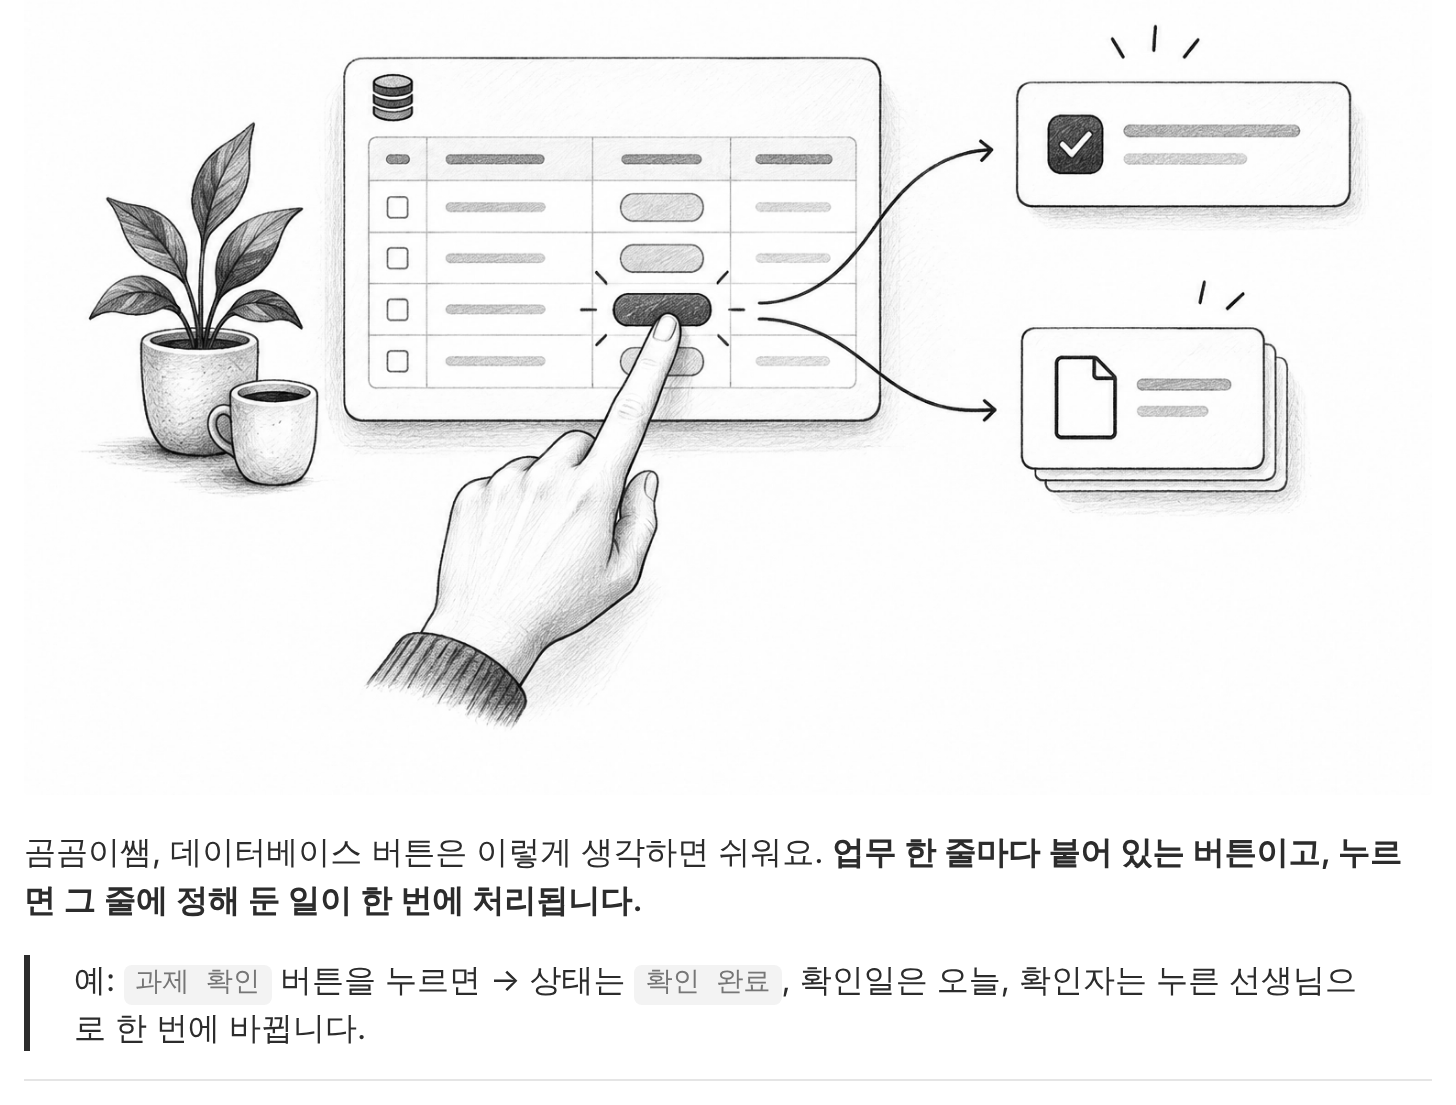 곰곰이쌤, 데이터베이스 버튼은 이렇게 생각하면 쉬워요. 업무 한 줄마다 붙어 있는 버튼이고, 누르
면 그 줄에 정해 둔 일이 한 번에 처리됩니다.
예: 과제 확인 버튼을 누르면 → 상태는 확인 완료, 확인일은 오늘, 확인자는 누른 선생님으
로 한 번에 바뀝니다.